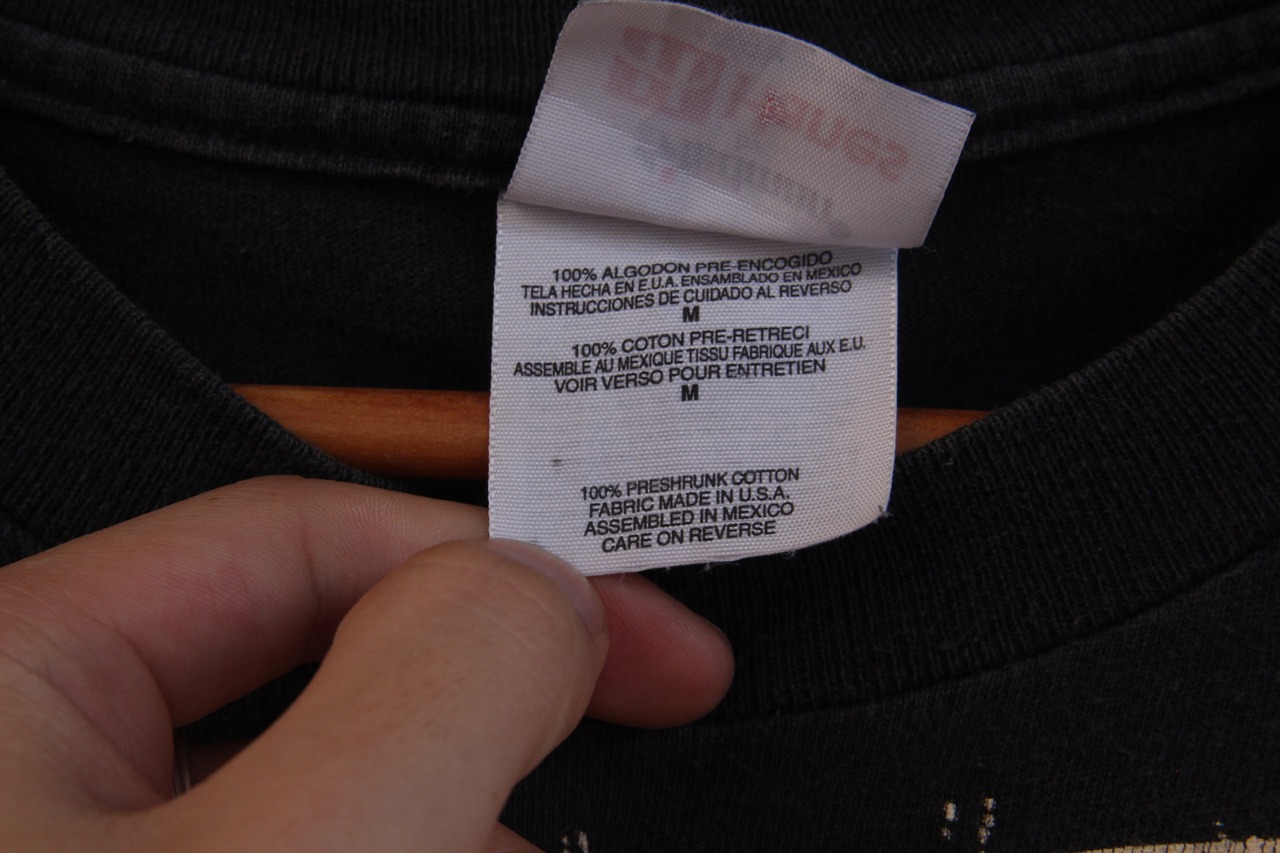 100% ALGODON PRE-ENCOGIDO
TELA HECHA EN E.U.A. ENSAMBLADO EN MEXICO
INSTRUCCIONES DE CUIDADO AL REVERSO
M
100% COTON PRE-RETRECI
ASSEMBLE AU MEXIQUE TISSU FABRIQUE AUX E.U.
VOIR VERSO POUR ENTRETIEN
M
100% PRESHRUNK COTTON
FABRIC MADE IN U.S.A.
ASSEMBLED IN MEXICO
CARE ON REVERSE